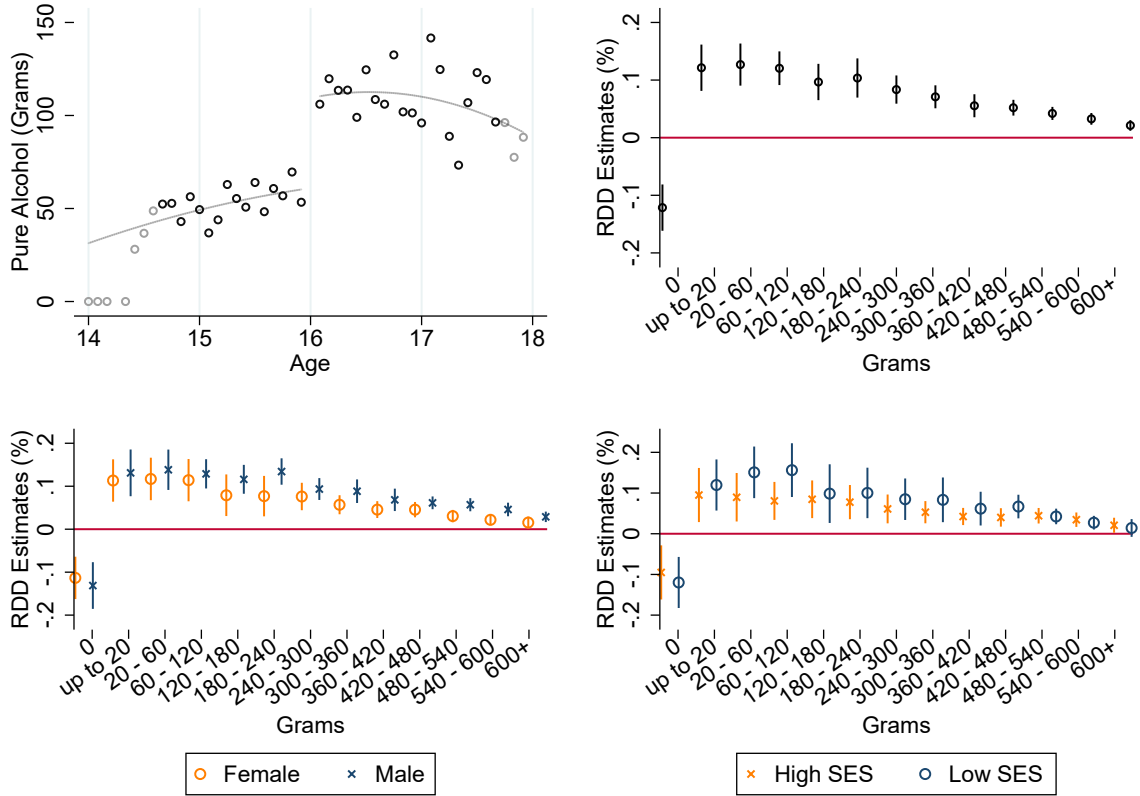 Pure Alcohol (Grams)
150
100
50
0
14 15 16 17 18
Age
RDD Estimates (%)
.2
.1
0
-.1
-.2
0
up to 20
20 - 60
60 - 120
120 - 180
180 - 240
240 - 300
300 - 360
360 - 420
420 - 480
480 - 540
540 - 600
600+
Grams
RDD Estimates (%)
.2
.1
0
-.1
-.2
0
up to 20
20 - 60
60 - 120
120 - 180
180 - 240
240 - 300
300 - 360
360 - 420
420 - 480
480 - 540
540 - 600
600+
Grams
Female Male
RDD Estimates (%)
.2
.1
0
-.1
-.2
0
up to 20
20 - 60
60 - 120
120 - 180
180 - 240
240 - 300
300 - 360
360 - 420
420 - 480
480 - 540
540 - 600
600+
Grams
High SES Low SES